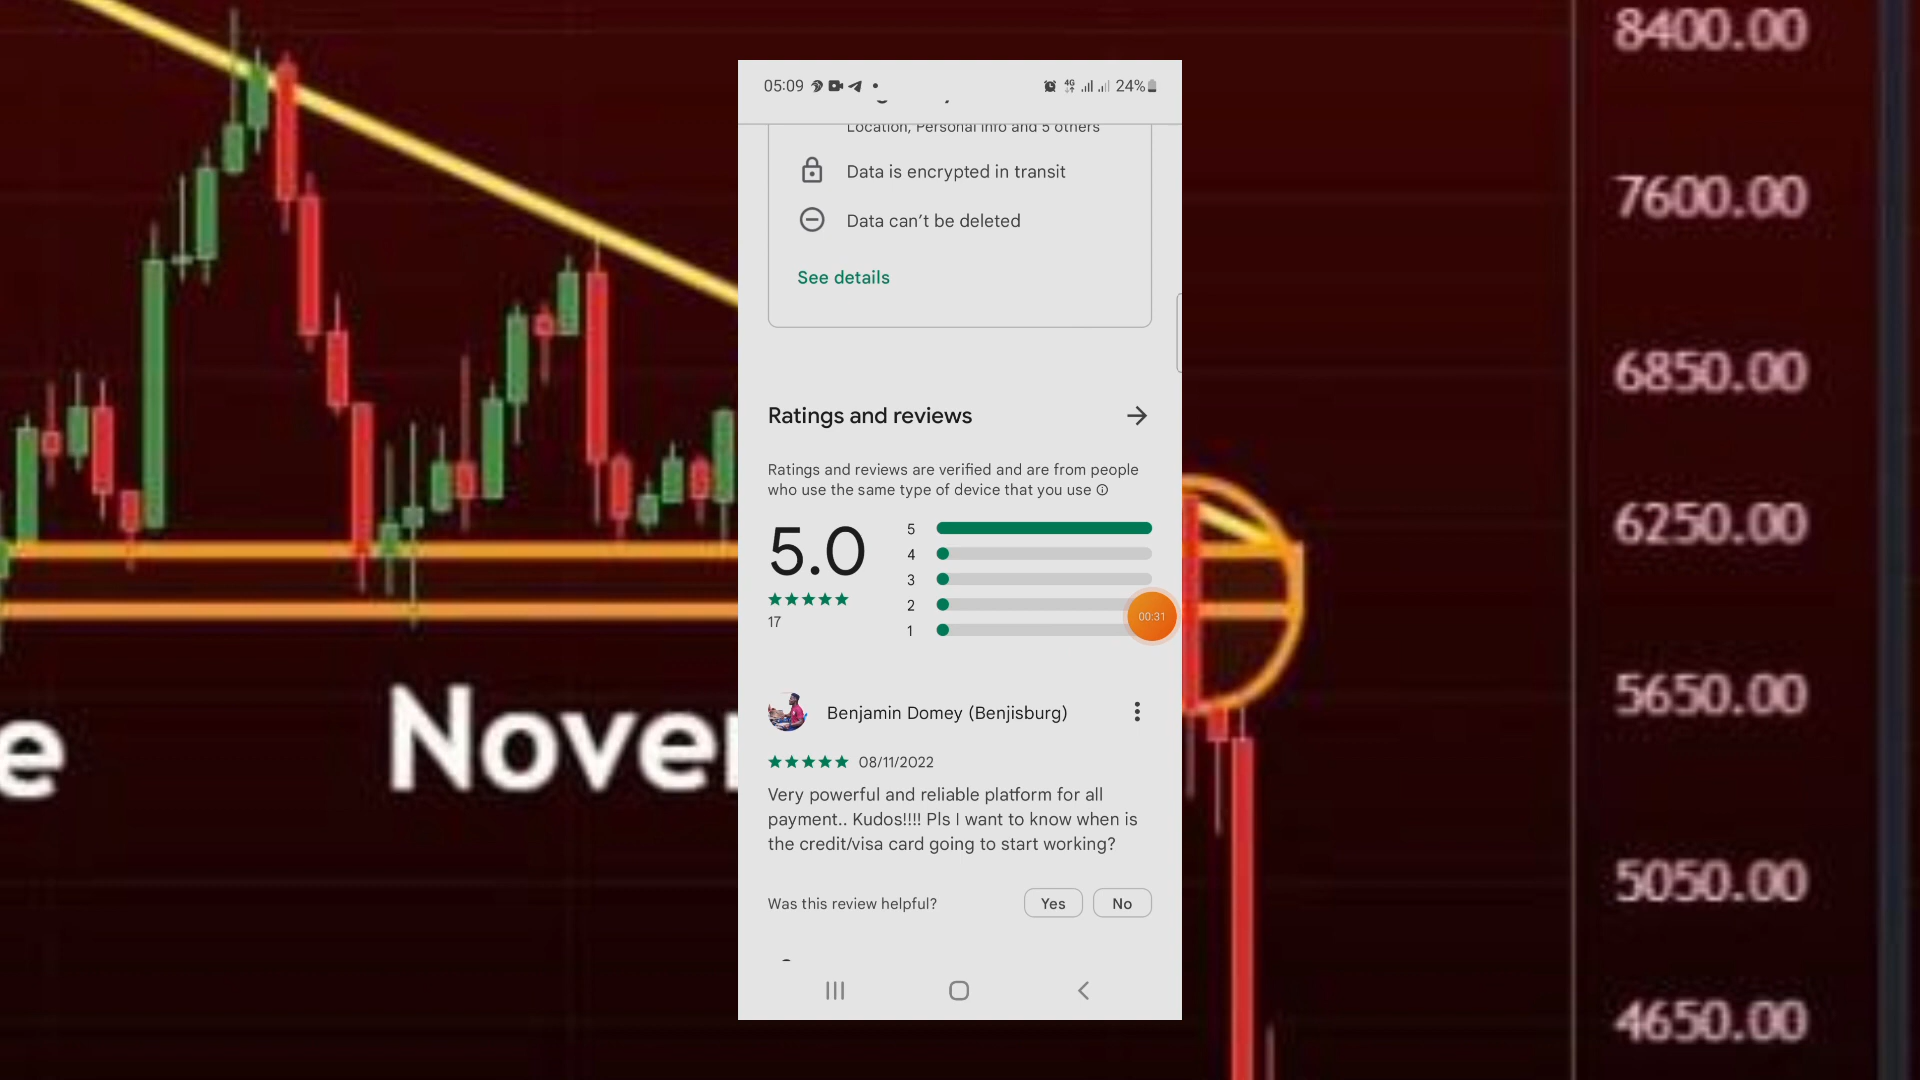 8400.00
7600.00
6850.00
6250.00
5650.00
5050.00
4650.00
e
Nove
05:09
4G
24%
Location, Personal info and 5 others
Data is encrypted in transit
Data can’t be deleted
See details
Ratings and reviews
Ratings and reviews are verified and are from people
who use the same type of device that you use
5.0
17
5
4
3
2
1
00:31
Benjamin Domey (Benjisburg)
08/11/2022
Very powerful and reliable platform for all
payment.. Kudos!!!! Pls I want to know when is
the credit/visa card going to start working?
Was this review helpful?
Yes
No